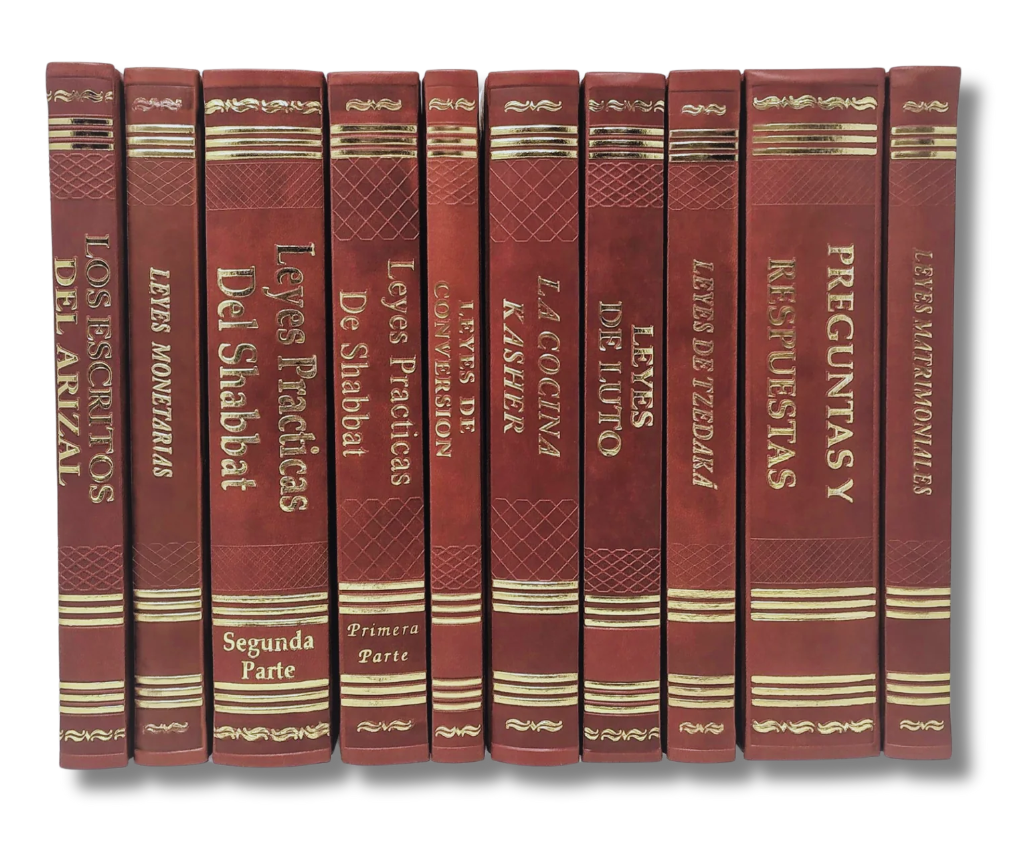 LOS ESCRITOS
DEL ARIZAL
LEYES MONETARIAS
Leyes Practicas
Del Shabbat
Segunda
Parte
Leyes Practicas
De Shabbat
Primera
Parte
LEYES DE
CONVERSION
LA COCINA
KASHER
LEYES
DE LUTO
LEYES DE TZEDAKÁ
PREGUNTAS Y
RESPUESTAS
LEYES MATRIMONIALES